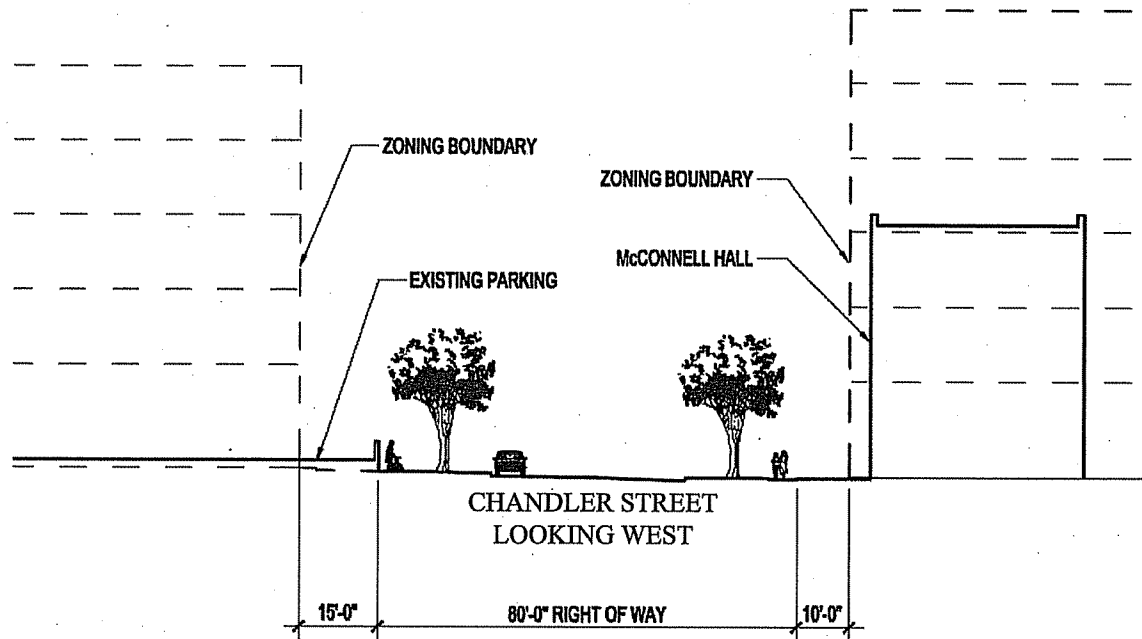 ZONING BOUNDARY
ZONING BOUNDARY
McCONNELL HALL
EXISTING PARKING
CHANDLER STREET
LOOKING WEST
15'-0"
80'-0" RIGHT OF WAY
10'-0"